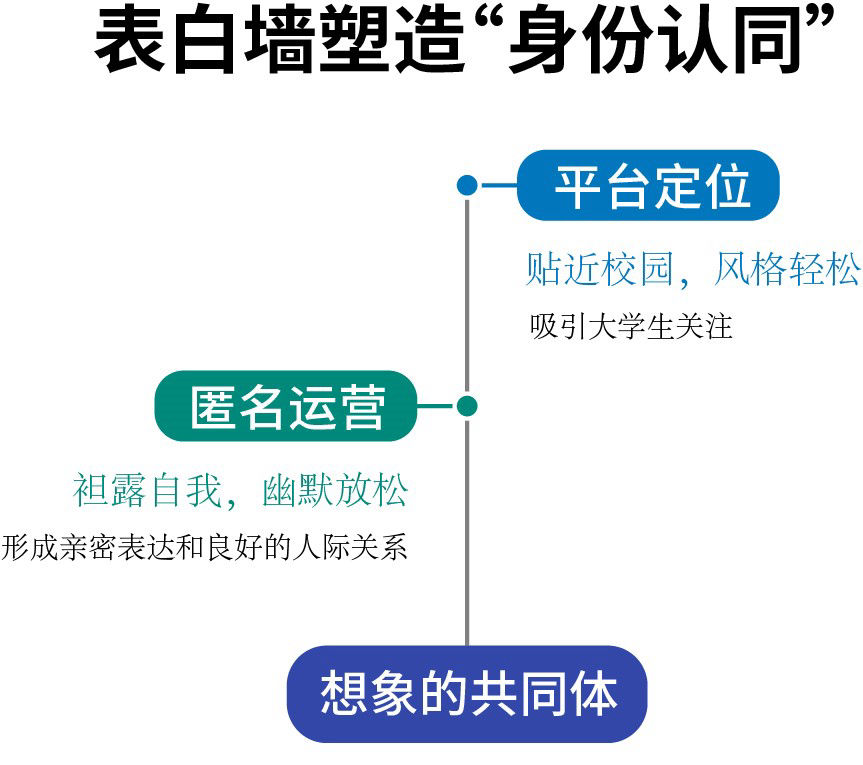 表白墙塑造“身份认同”
平台定位
贴近校园，风格轻松
吸引大学生关注
匿名运营
袒露自我，幽默放松
形成亲密表达和良好的人际关系
想象的共同体